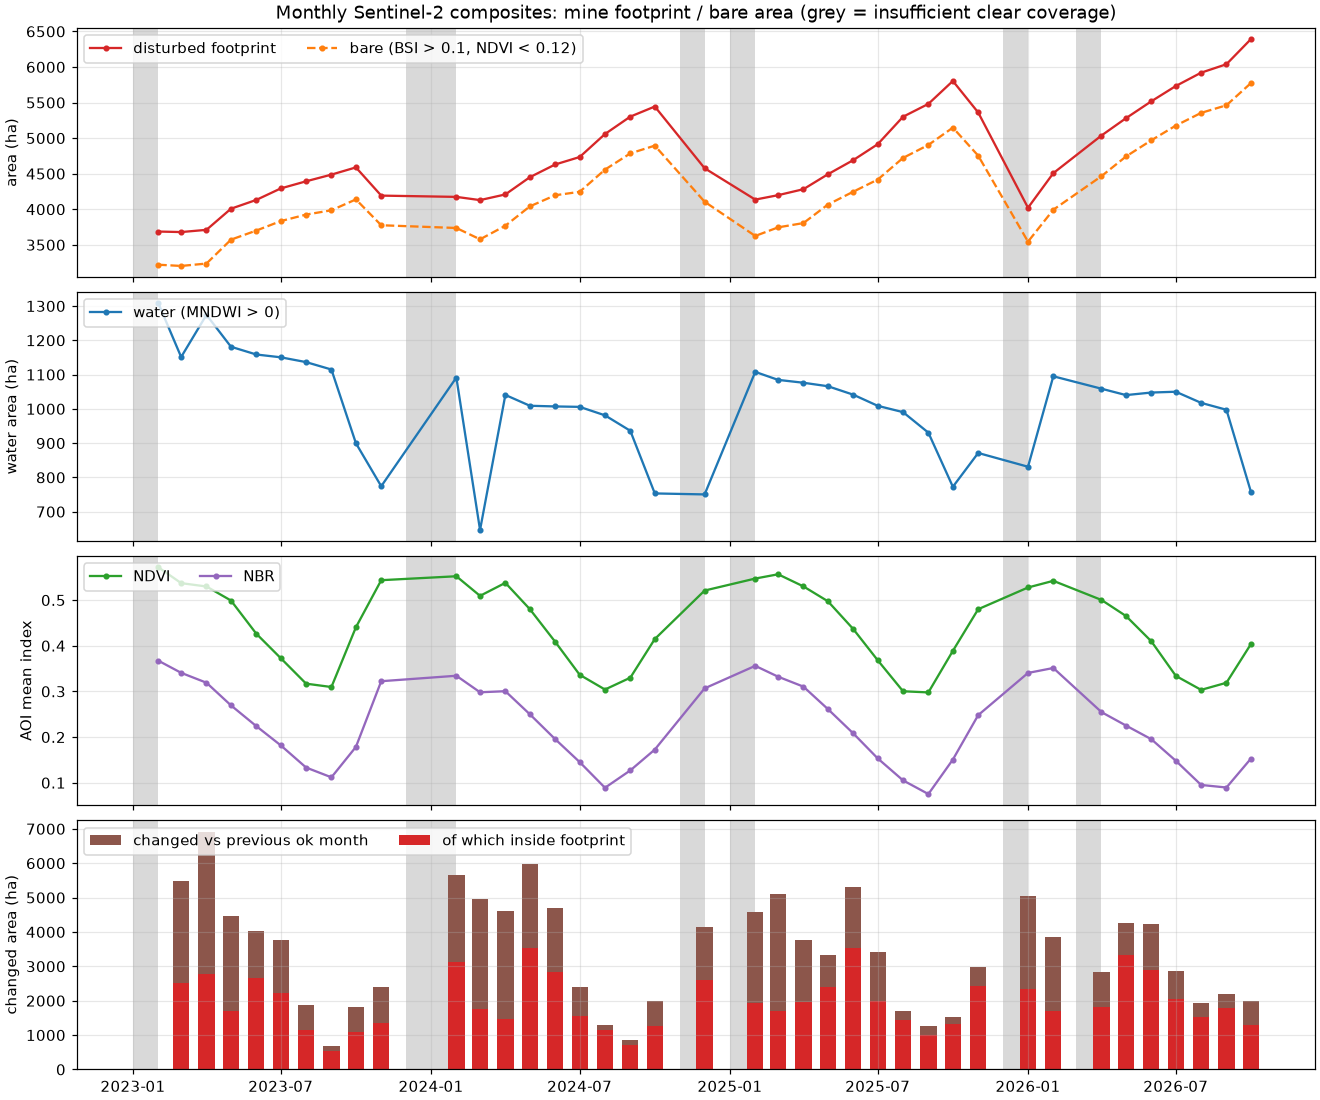 Monthly Sentinel-2 composites: mine footprint / bare area (grey = insufficient clear coverage)
disturbed footprint
bare (BSI > 0.1, NDVI < 0.12)
area (ha)
6500
6000
5500
5000
4500
4000
3500
water (MNDWI > 0)
water area (ha)
1300
1200
1100
1000
900
800
700
NDVI
NBR
AOI mean index
0.5
0.4
0.3
0.2
0.1
changed vs previous ok month
of which inside footprint
changed area (ha)
7000
6000
5000
4000
3000
2000
1000
0
2023-01
2023-07
2024-01
2024-07
2025-01
2025-07
2026-01
2026-07